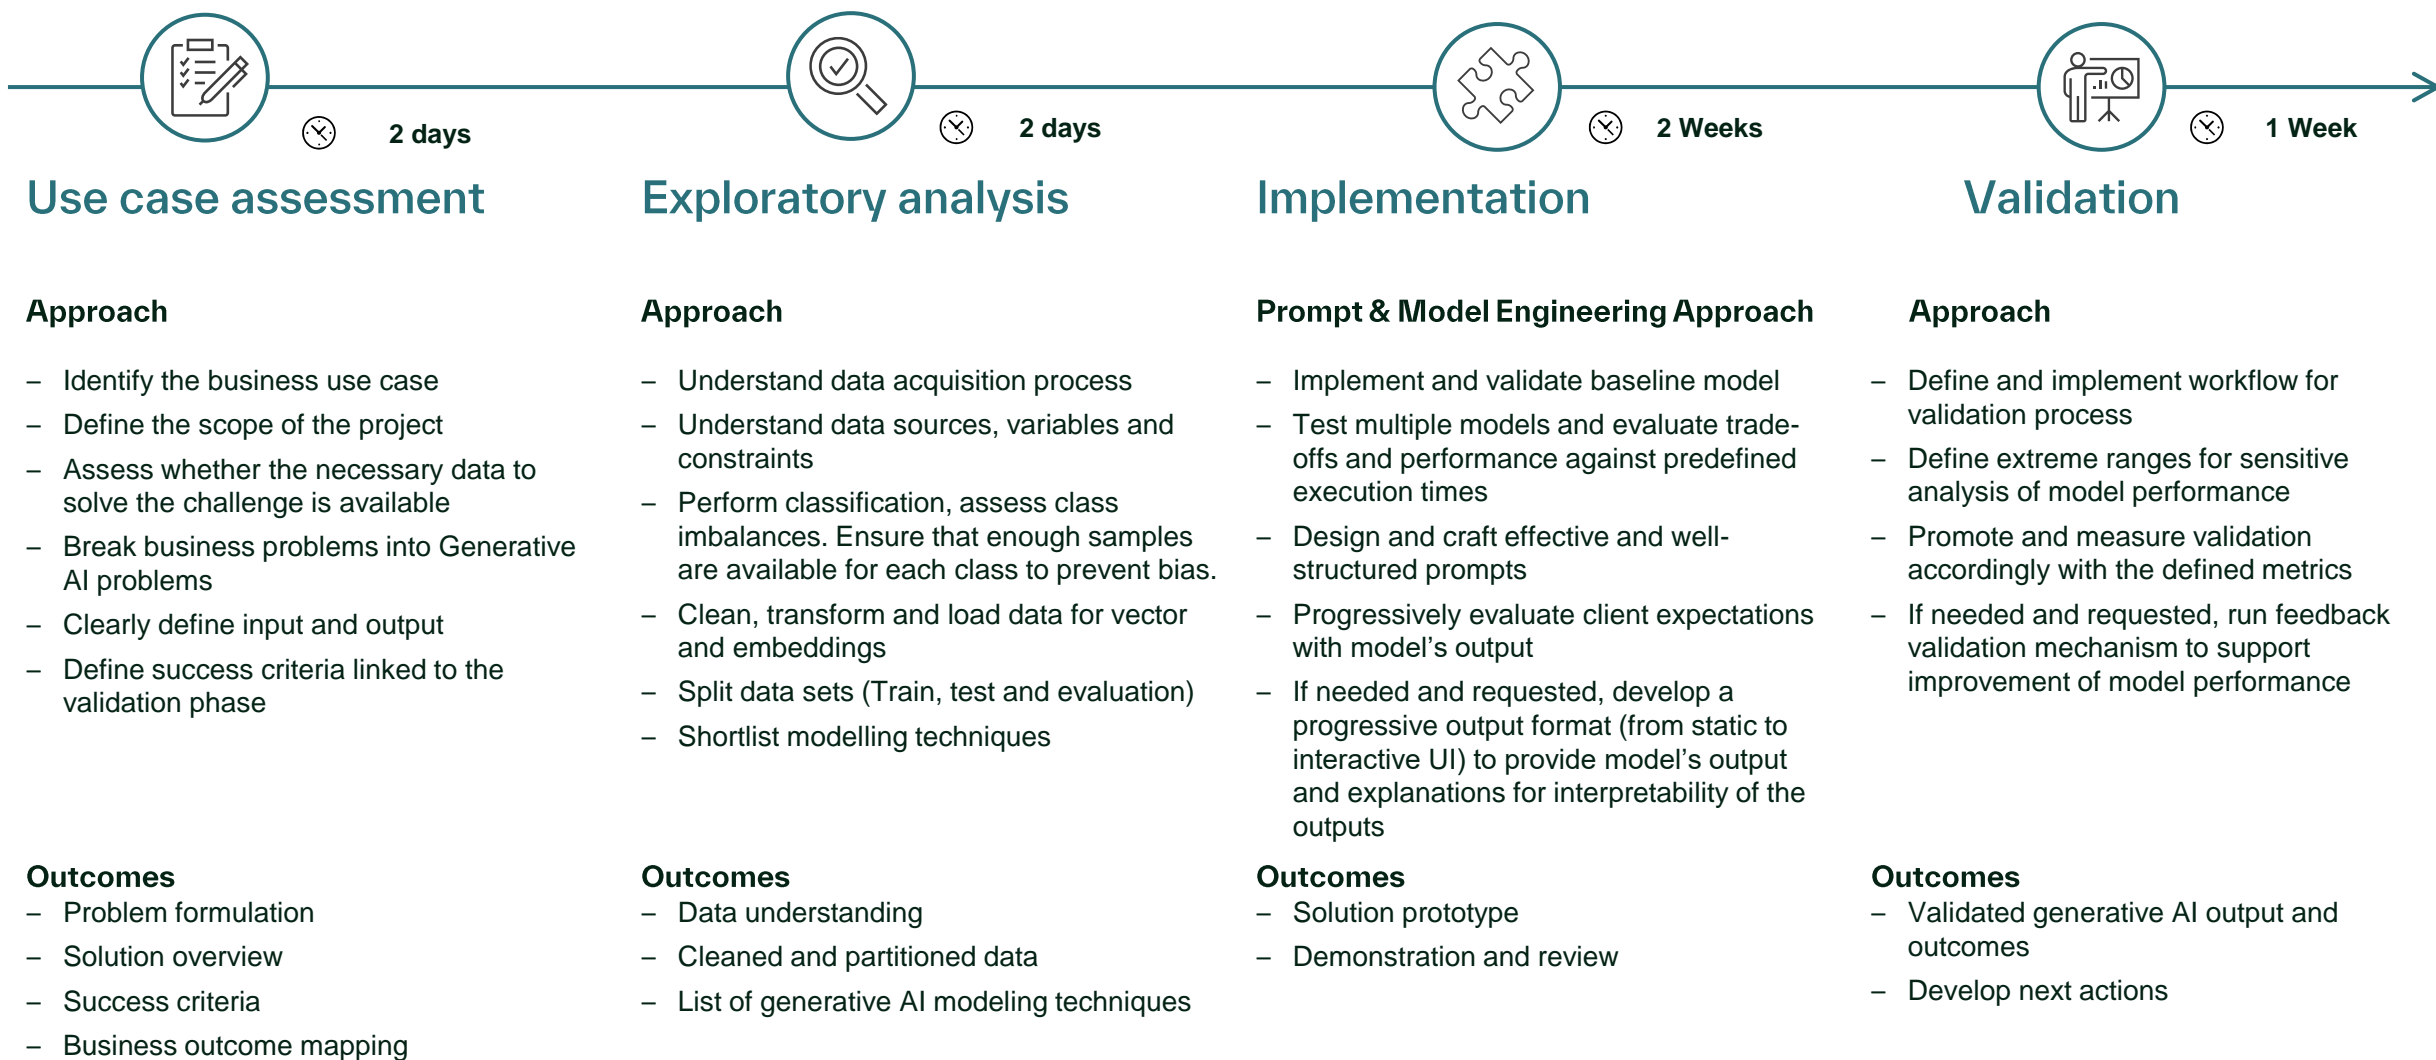 2 days
2 days
2 Weeks
1 Week
Use case assessment
Approach
– Identify the business use case
– Define the scope of the project
– Assess whether the necessary data to
solve the challenge is available
– Break business problems into Generative
AI problems
– Clearly define input and output
– Define success criteria linked to the
validation phase
Outcomes
– Problem formulation
– Solution overview
– Success criteria
– Business outcome mapping
Exploratory analysis
Approach
– Understand data acquisition process
– Understand data sources, variables and
constraints
– Perform classification, assess class
imbalances. Ensure that enough samples
are available for each class to prevent bias.
– Clean, transform and load data for vector
and embeddings
– Split data sets (Train, test and evaluation)
– Shortlist modelling techniques
Outcomes
– Data understanding
– Cleaned and partitioned data
– List of generative AI modeling techniques
Implementation
Prompt & Model Engineering Approach
– Implement and validate baseline model
– Test multiple models and evaluate trade-
offs and performance against predefined
execution times
– Design and craft effective and well-
structured prompts
– Progressively evaluate client expectations
with model’s output
– If needed and requested, develop a
progressive output format (from static to
interactive UI) to provide model’s output
and explanations for interpretability of the
outputs
Outcomes
– Solution prototype
– Demonstration and review
Validation
Approach
– Define and implement workflow for
validation process
– Define extreme ranges for sensitive
analysis of model performance
– Promote and measure validation
accordingly with the defined metrics
– If needed and requested, run feedback
validation mechanism to support
improvement of model performance
Outcomes
– Validated generative AI output and
outcomes
– Develop next actions